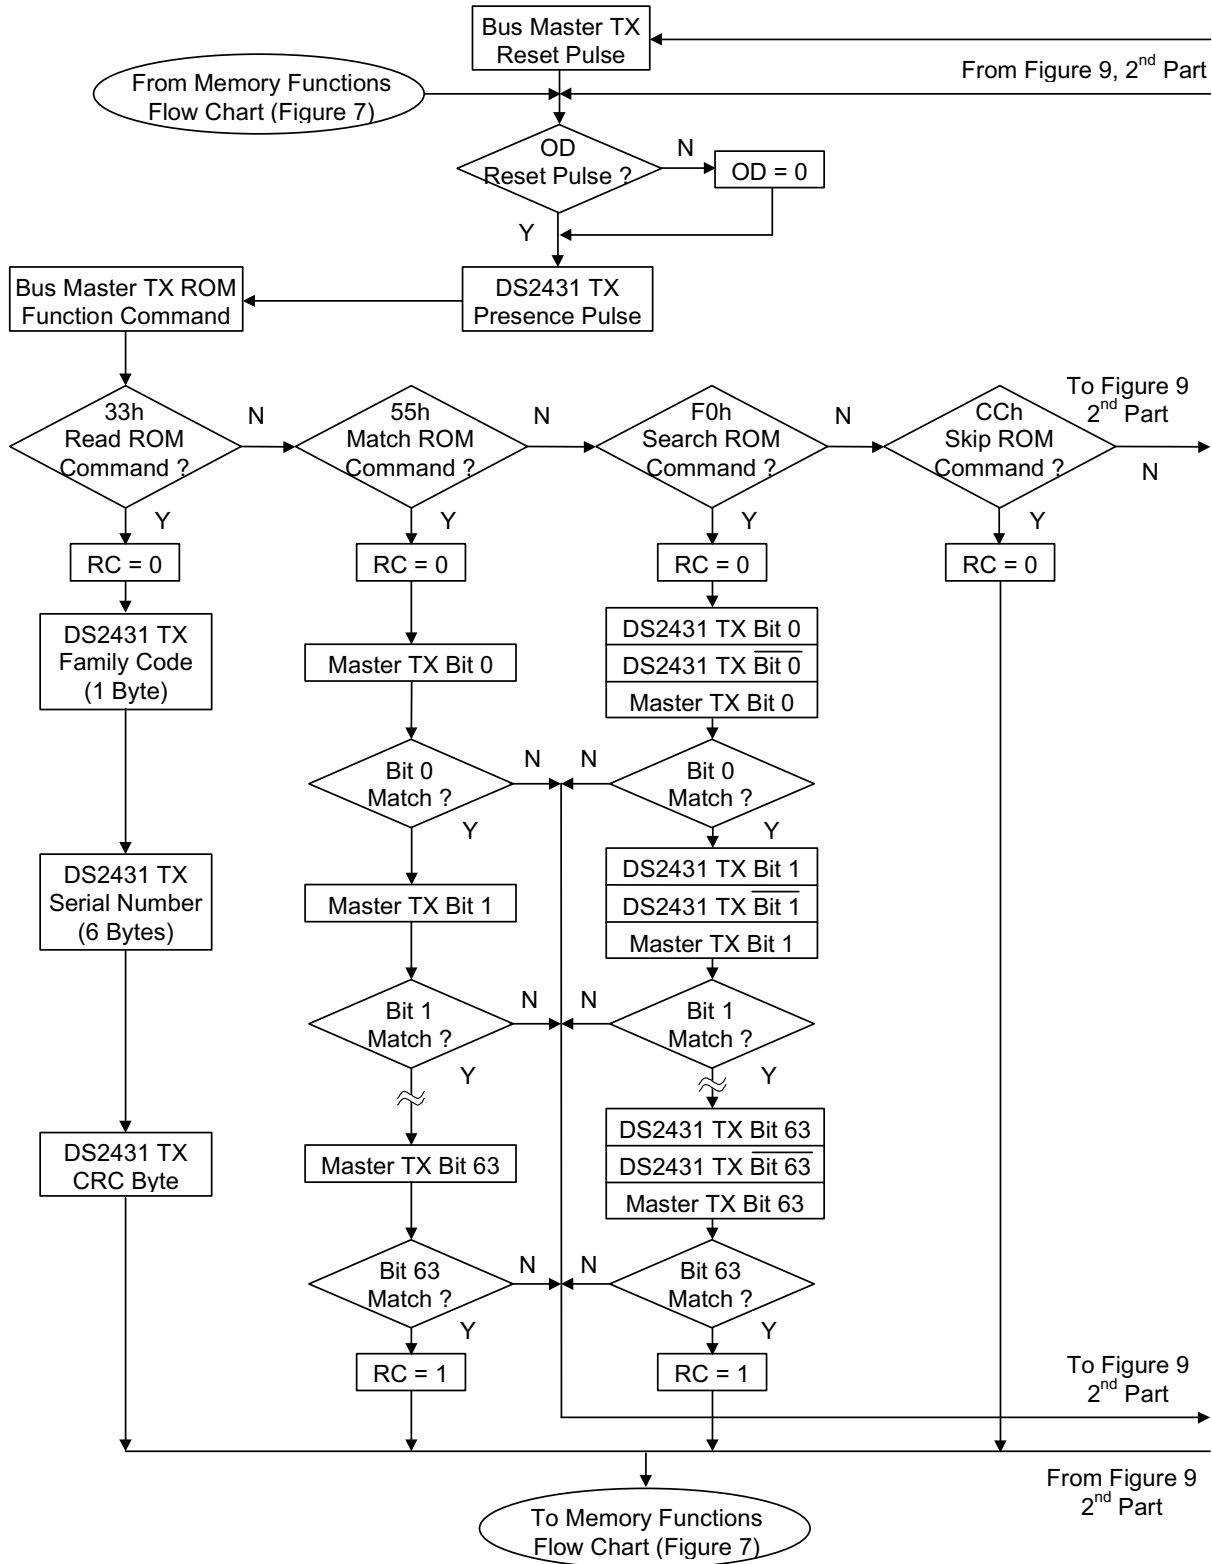 Bus Master TX
Reset Pulse
From Figure 9, 2nd Part
From Memory Functions
Flow Chart (Figure 7)
OD
Reset Pulse ?
N
OD = 0
Y
Bus Master TX ROM
Function Command
DS2431 TX
Presence Pulse
To Figure 9
2nd Part
33h
Read ROM
Command ?
N
55h
Match ROM
Command ?
N
F0h
Search ROM
Command ?
N
CCh
Skip ROM
Command ?
N
Y
Y
Y
Y
RC = 0
RC = 0
RC = 0
RC = 0
DS2431 TX
Family Code
(1 Byte)
Master TX Bit 0
DS2431 TX Bit 0
DS2431 TX B̅i̅t̅ ̅0̅
Master TX Bit 0
Bit 0
Match ?
N
N
Bit 0
Match ?
Y
Y
DS2431 TX
Serial Number
(6 Bytes)
Master TX Bit 1
DS2431 TX Bit 1
DS2431 TX B̅i̅t̅ ̅1̅
Master TX Bit 1
Bit 1
Match ?
N
N
Bit 1
Match ?
Y
Y
DS2431 TX
CRC Byte
Master TX Bit 63
DS2431 TX Bit 63
DS2431 TX B̅i̅t̅ ̅6̅3̅
Master TX Bit 63
Bit 63
Match ?
N
N
Bit 63
Match ?
Y
Y
RC = 1
RC = 1
To Figure 9
2nd Part
From Figure 9
2nd Part
To Memory Functions
Flow Chart (Figure 7)